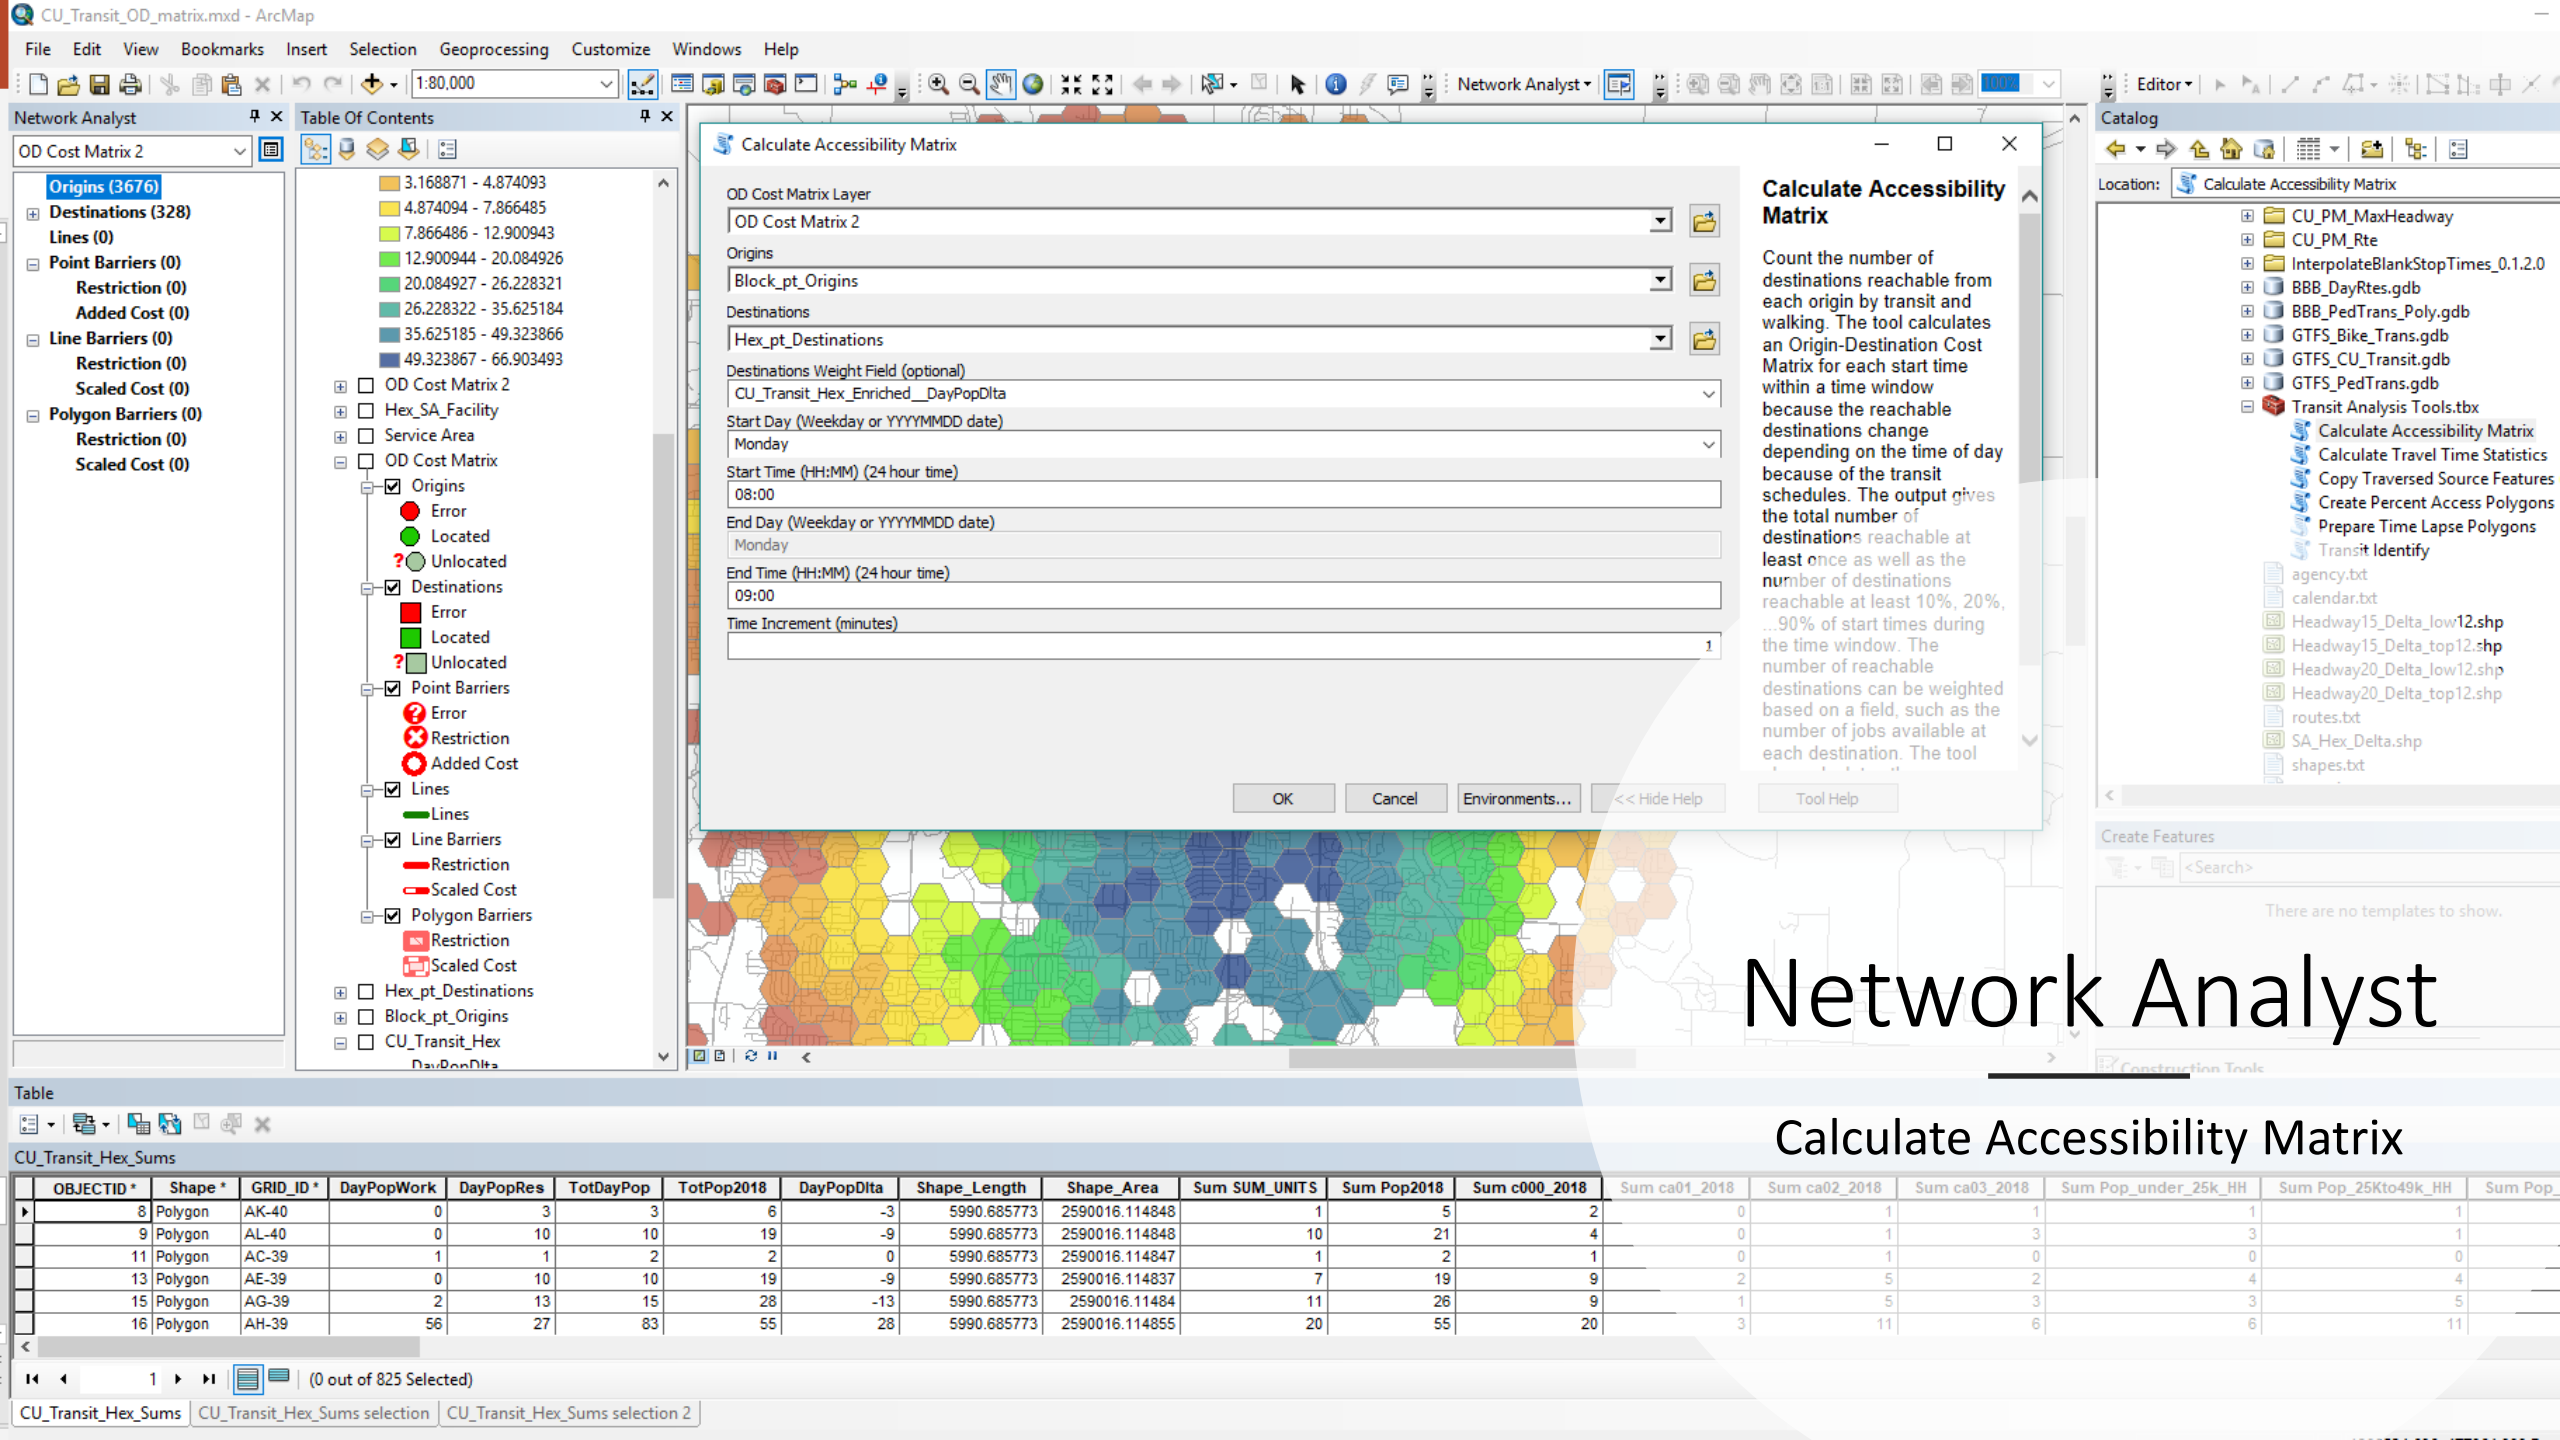 CU_Transit_OD_matrix.mxd - ArcMap
File Edit View Bookmarks Insert Selection Geoprocessing Customize Windows Help
1:80,000
Network Analyst
100%
Editor
Network Analyst
OD Cost Matrix 2
Origins (3676)
Destinations (328)
Lines (0)
Point Barriers (0)
Restriction (0)
Added Cost (0)
Line Barriers (0)
Restriction (0)
Scaled Cost (0)
Polygon Barriers (0)
Restriction (0)
Scaled Cost (0)
Table Of Contents
3.168871 - 4.874093
4.874094 - 7.866485
7.866486 - 12.900943
12.900944 - 20.084926
20.084927 - 26.228321
26.228322 - 35.625184
35.625185 - 49.323866
49.323867 - 66.903493
OD Cost Matrix 2
Hex_SA_Facility
Service Area
OD Cost Matrix
Origins
Error
Located
Unlocated
Destinations
Error
Located
Unlocated
Point Barriers
Error
Restriction
Added Cost
Lines
Lines
Line Barriers
Restriction
Scaled Cost
Polygon Barriers
Restriction
Scaled Cost
Hex_pt_Destinations
Block_pt_Origins
CU_Transit_Hex
DayPopDlta
Calculate Accessibility Matrix
OD Cost Matrix Layer
OD Cost Matrix 2
Origins
Block_pt_Origins
Destinations
Hex_pt_Destinations
Destinations Weight Field (optional)
CU_Transit_Hex_Enriched__DayPopDlta
Start Day (Weekday or YYYYMMDD date)
Monday
Start Time (HH:MM) (24 hour time)
08:00
End Day (Weekday or YYYYMMDD date)
Monday
End Time (HH:MM) (24 hour time)
09:00
Time Increment (minutes)
1
OK Cancel Environments... << Hide Help Tool Help
Calculate Accessibility
Matrix
Count the number of
destinations reachable from
each origin by transit and
walking. The tool calculates
an Origin-Destination Cost
Matrix for each start time
within a time window
because the reachable
destinations change
depending on the time of day
because of the transit
schedules. The output gives
the total number of
destinations reachable at
least once as well as the
number of destinations
reachable at least 10%, 20%,
...90% of start times during
the time window. The
number of reachable
destinations can be weighted
based on a field, such as the
number of jobs available at
each destination. The tool
Catalog
Location: Calculate Accessibility Matrix
CU_PM_MaxHeadway
CU_PM_Rte
InterpolateBlankStopTimes_0.1.2.0
BBB_DayRtes.gdb
BBB_PedTrans_Poly.gdb
GTFS_Bike_Trans.gdb
GTFS_CU_Transit.gdb
GTFS_PedTrans.gdb
Transit Analysis Tools.tbx
Calculate Accessibility Matrix
Calculate Travel Time Statistics
Copy Traversed Source Features
Create Percent Access Polygons
Prepare Time Lapse Polygons
Transit Identify
agency.txt
calendar.txt
Headway15_Delta_low12.shp
Headway15_Delta_top12.shp
Headway20_Delta_low12.shp
Headway20_Delta_top12.shp
routes.txt
SA_Hex_Delta.shp
shapes.txt
Create Features
<Search>
There are no templates to show.
Construction Tools
Network Analyst
Calculate Accessibility Matrix
Table
CU_Transit_Hex_Sums
OBJECTID * Shape * GRID_ID * DayPopWork DayPopRes TotDayPop TotPop2018 DayPopDlta Shape_Length Shape_Area Sum SUM_UNITS Sum Pop2018 Sum c000_2018 Sum ca01_2018 Sum ca02_2018 Sum ca03_2018 Sum Pop_under_25k_HH Sum Pop_25Kto49k_HH Sum Pop_
8 Polygon AK-40 0 3 3 6 -3 5990.685773 2590016.114848 1 5 2 0 1 1 1 1
9 Polygon AL-40 0 10 10 19 -9 5990.685773 2590016.114848 10 21 4 0 1 3 3 1
11 Polygon AC-39 1 1 2 2 0 5990.685773 2590016.114847 1 2 1 0 1 0 0 0
13 Polygon AE-39 0 10 10 19 -9 5990.685773 2590016.114837 7 19 9 2 5 2 4 4
15 Polygon AG-39 2 13 15 28 -13 5990.685773 2590016.11484 11 26 9 1 5 3 3 5
16 Polygon AH-39 56 27 83 55 28 5990.685773 2590016.114855 20 55 20 3 11 6 6 11
1 (0 out of 825 Selected)
CU_Transit_Hex_Sums CU_Transit_Hex_Sums selection CU_Transit_Hex_Sums selection 2